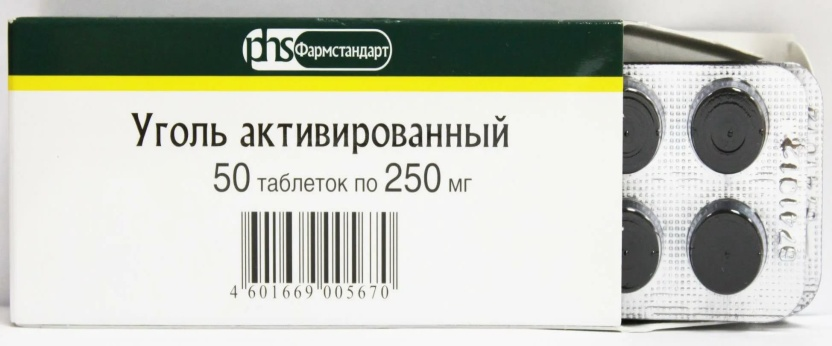 phs Фармстандарт
Уголь активированный
50 таблеток по 250 мг
4 601669 005670